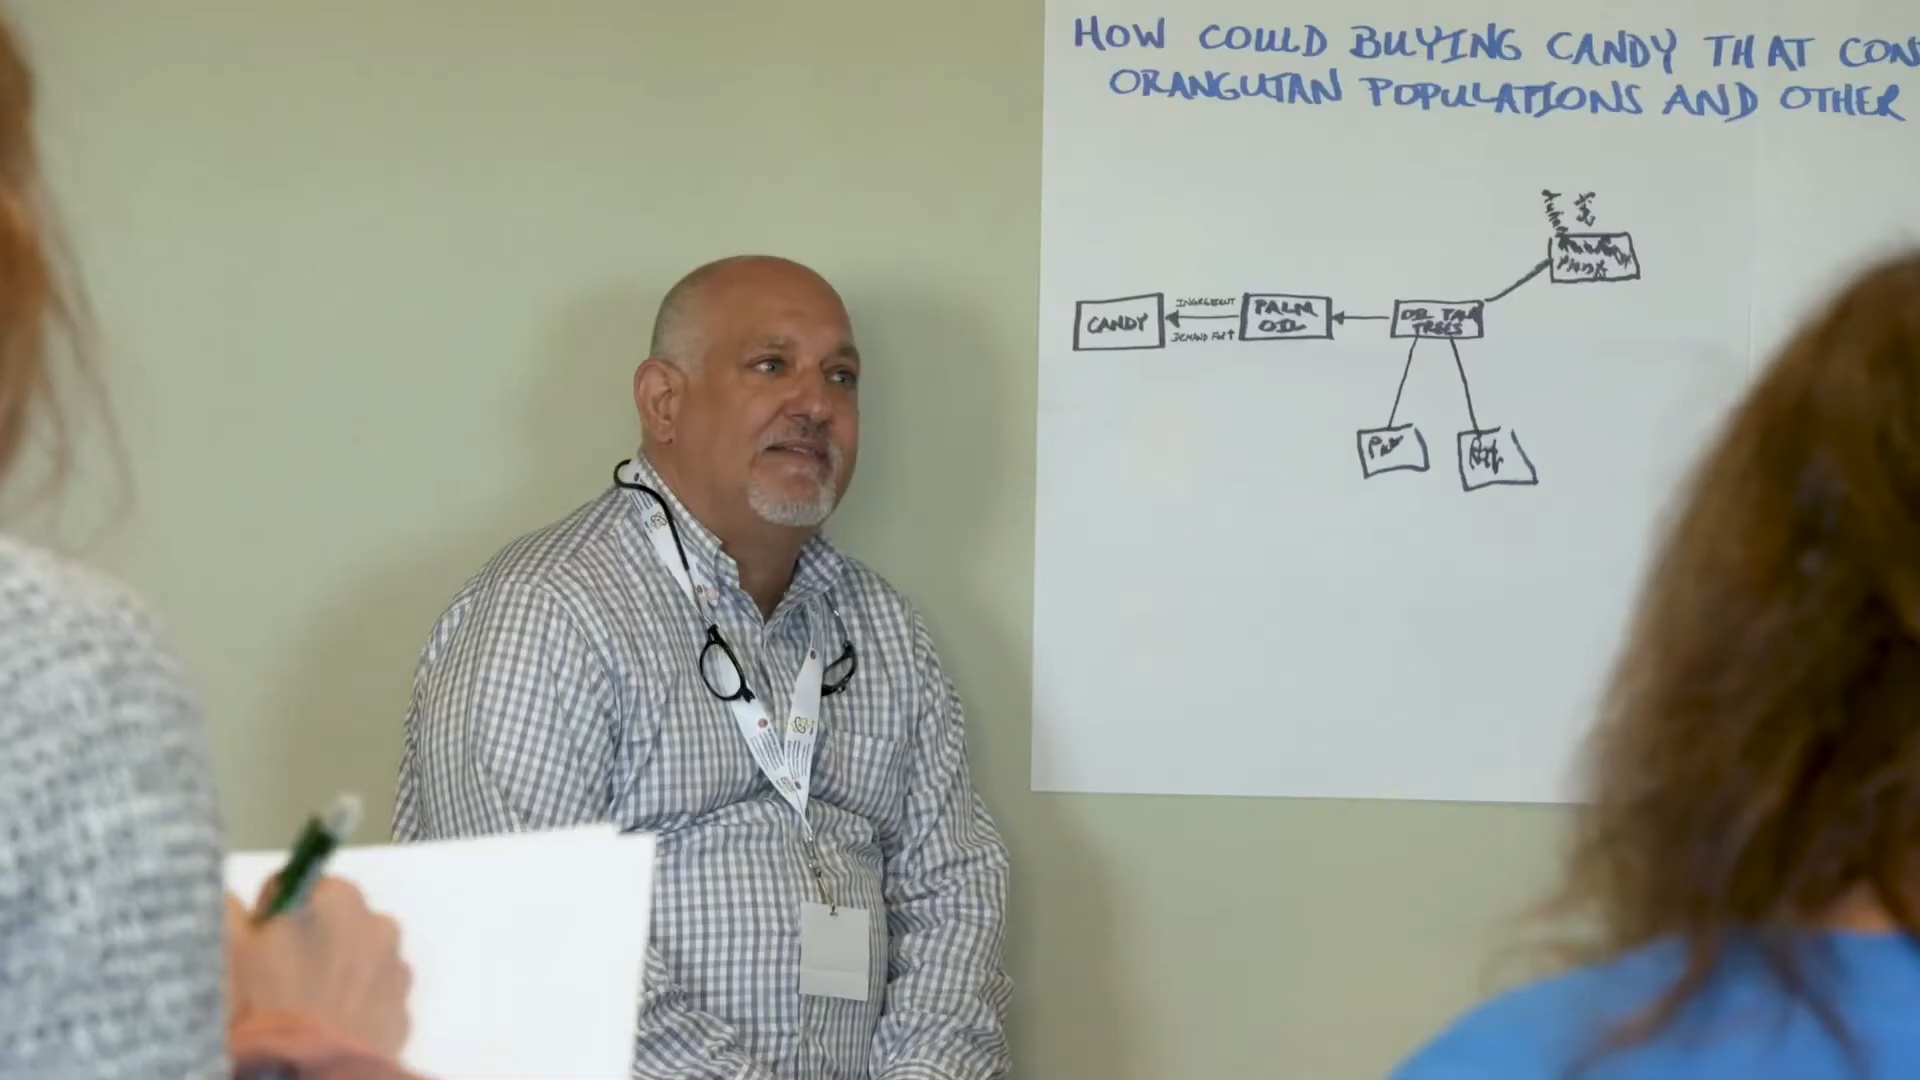 HOW COULD BUYING CANDY THAT CON
ORANGUTAN POPULATIONS AND OTHER
CANDY
INGREDIENT
DEMAND FOR↑
PALM
OIL
OIL PALM
TREES